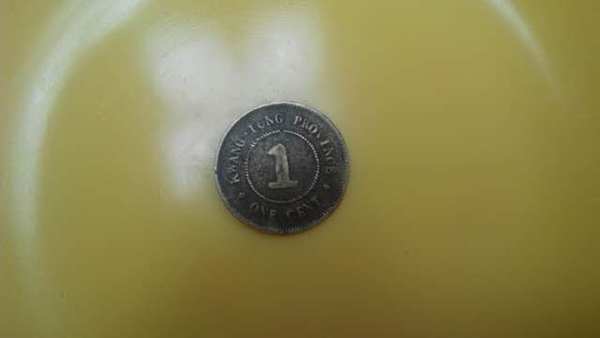 KWANG-TUNG PROVINCE
1
ONE CENT